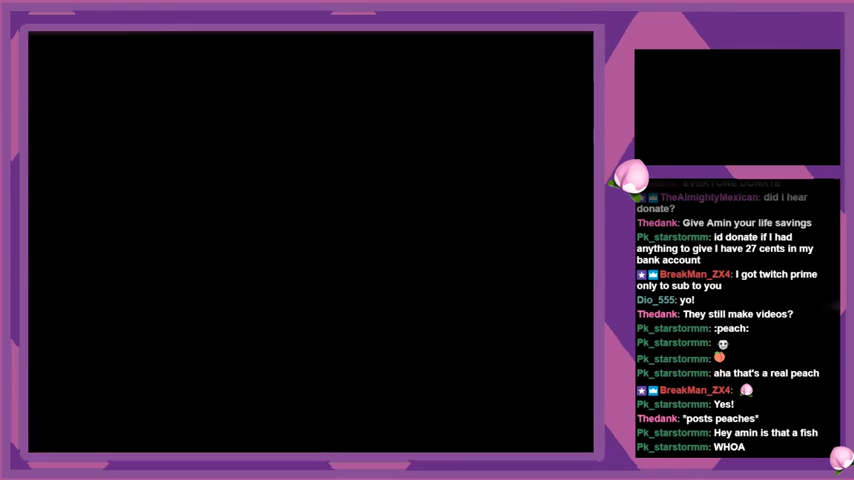 EVERYONE DONATE
TheAlmightyMexican: did i hear
donate?
Thedank: Give Amin your life savings
Pk_starstormm: id donate if I had
anything to give I have 27 cents in my
bank account
BreakMan_ZX4: I got twitch prime
only to sub to you
Dio_555: yo!
Thedank: They still make videos?
Pk_starstormm: :peach:
Pk_starstormm:
Pk_starstormm:
Pk_starstormm: aha that's a real peach
BreakMan_ZX4:
Pk_starstormm: Yes!
Thedank: *posts peaches*
Pk_starstormm: Hey amin is that a fish
Pk_starstormm: WHOA